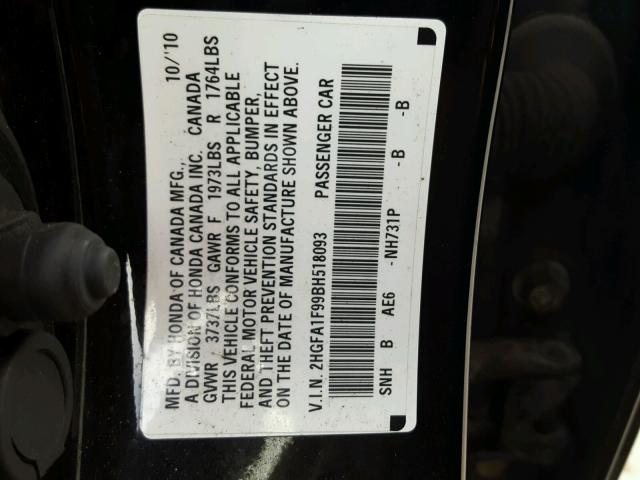 MFD. BY HONDA OF CANADA MFG., 10/10
A DIVISION OF HONDA CANADA INC. CANADA
GVWR 3737LBS GAWR F 1973LBS R 1764LBS
THIS VEHICLE CONFORMS TO ALL APPLICABLE
FEDERAL MOTOR VEHICLE SAFETY, BUMPER,
AND THEFT PREVENTION STANDARDS IN EFFECT
ON THE DATE OF MANUFACTURE SHOWN ABOVE.
V.I.N. 2HGFA1F99BH518093 PASSENGER CAR
SNH B AE6 -NH731P -B -B